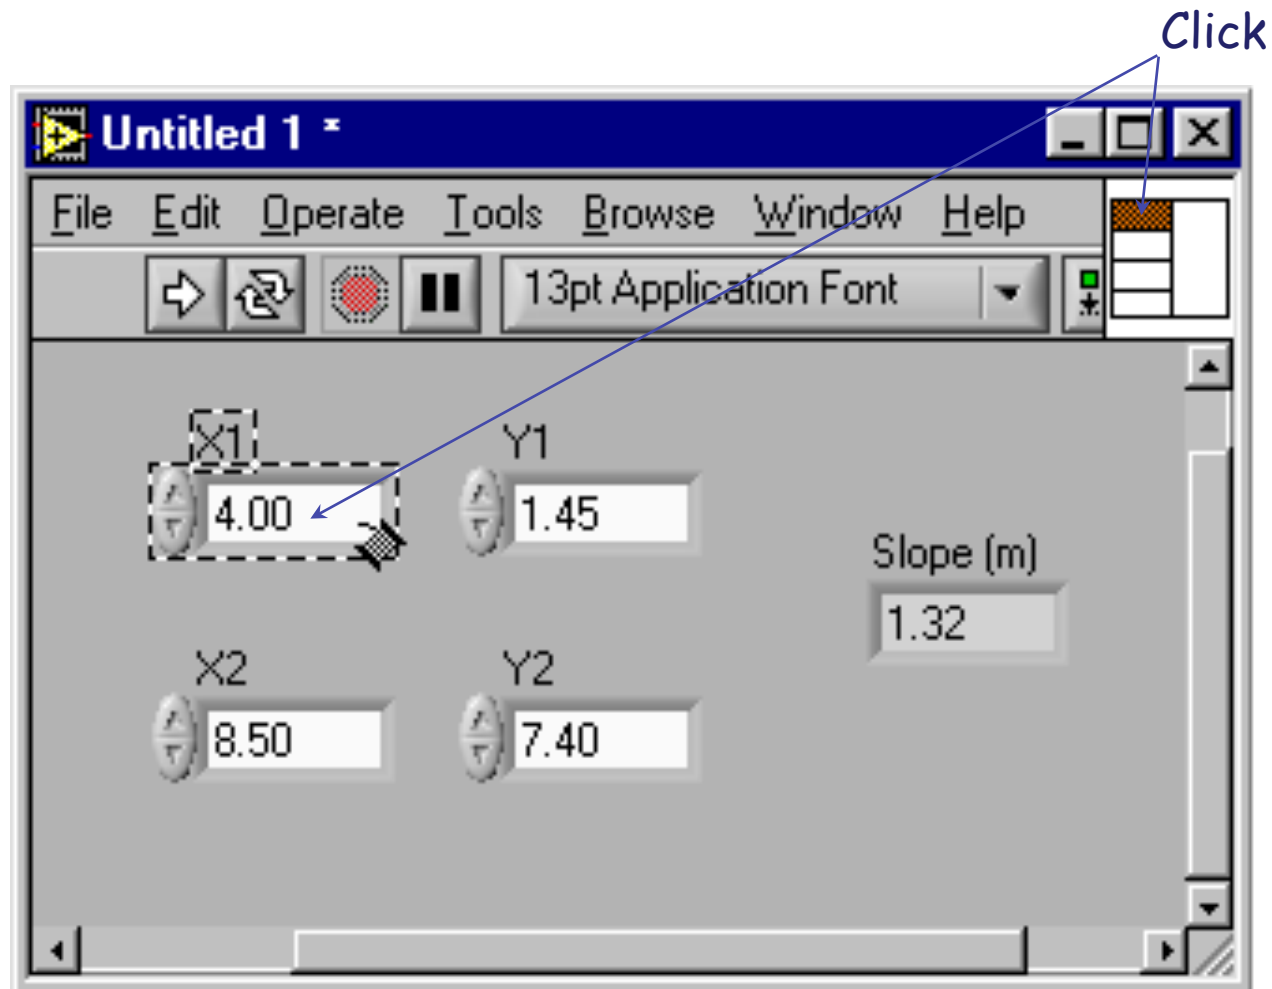 Click
Untitled 1 *
File Edit Operate Tools Browse Window Help
13pt Application Font
X1 Y1
4.00 1.45
Slope (m)
1.32
X2 Y2
8.50 7.40